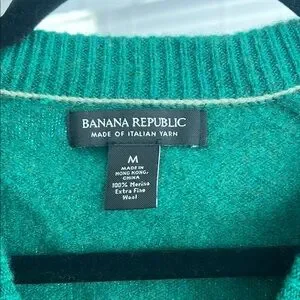 BANANA REPUBLIC
MADE OF ITALIAN YARN
M
MADE IN
HONG KONG,
CHINA
100% Merino
Extra Fine
Wool